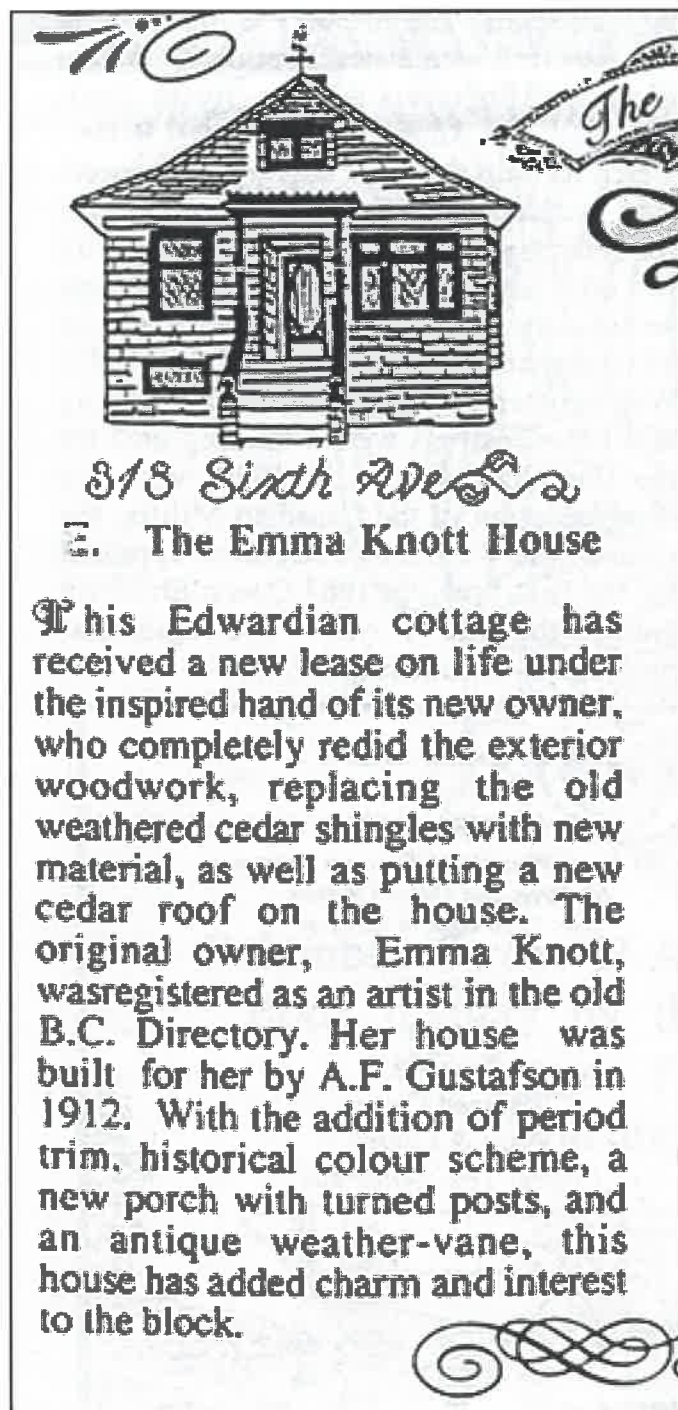 The
318 Sixth Ave
E. The Emma Knott House
This Edwardian cottage has
received a new lease on life under
the inspired hand of its new owner,
who completely redid the exterior
woodwork, replacing the old
weathered cedar shingles with new
material, as well as putting a new
cedar roof on the house. The
original owner, Emma Knott,
wasregistered as an artist in the old
B.C. Directory. Her house was
built for her by A.F. Gustafson in
1912. With the addition of period
trim, historical colour scheme, a
new porch with turned posts, and
an antique weather-vane, this
house has added charm and interest
to the block.